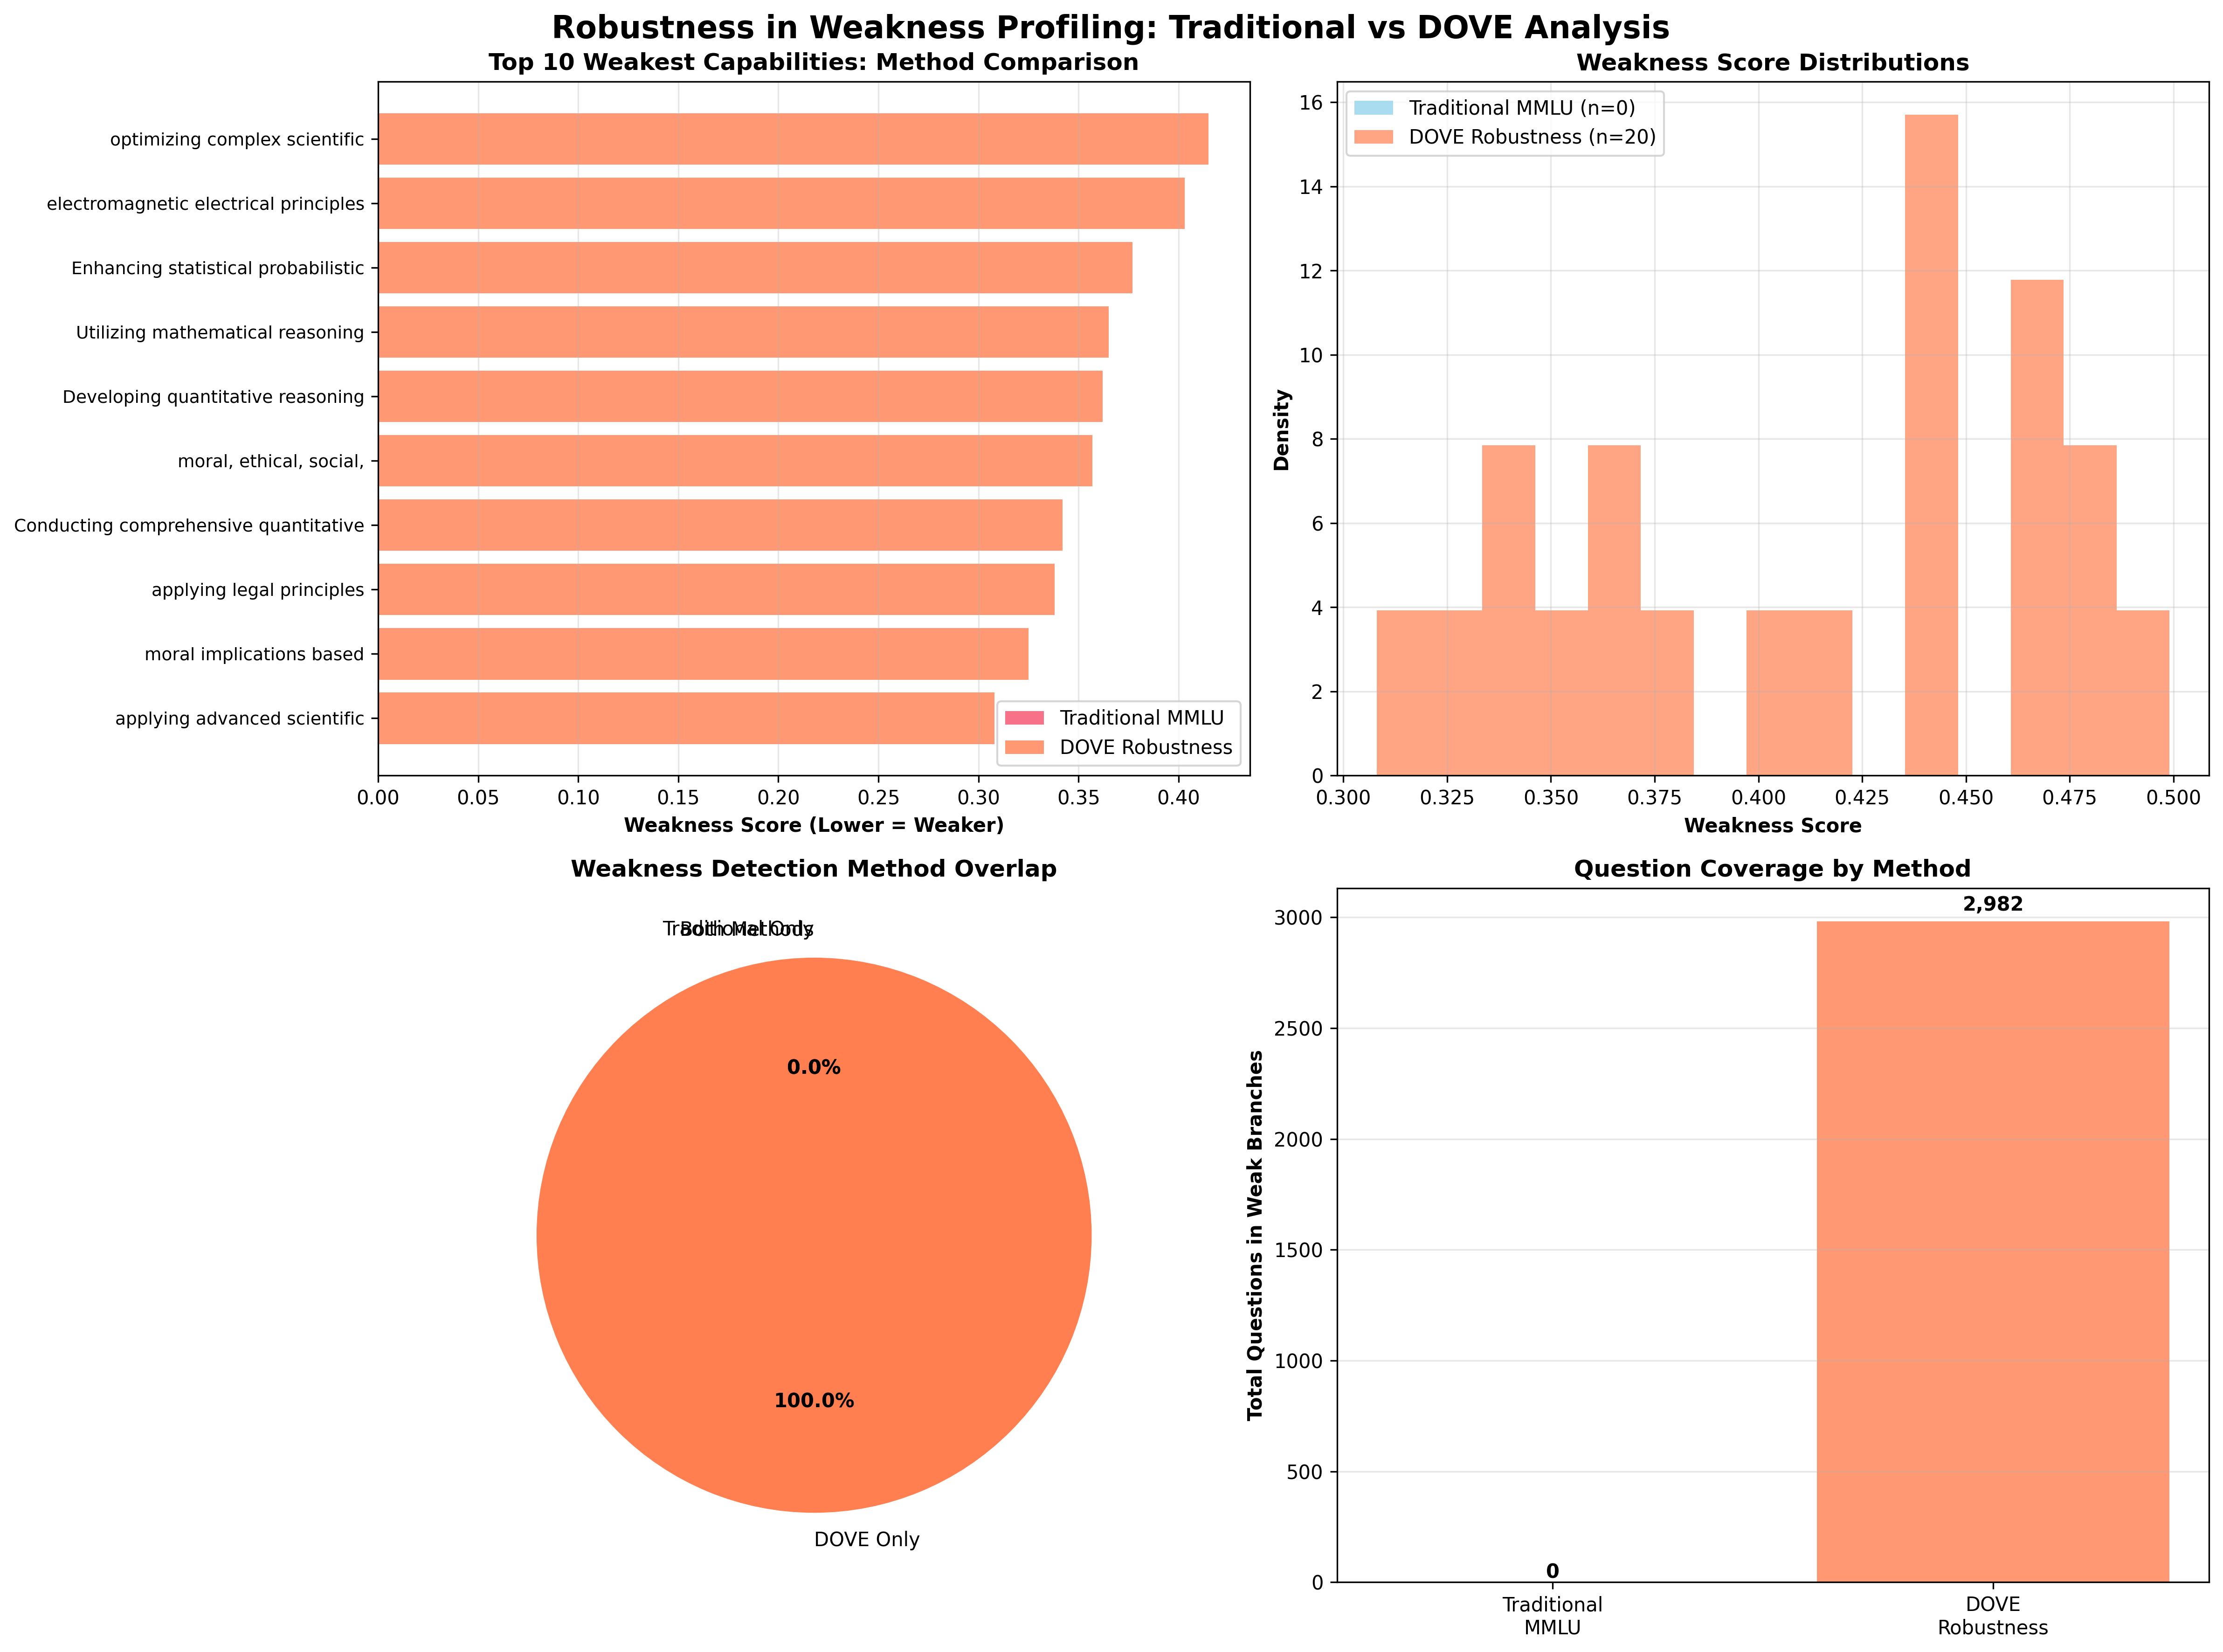 Robustness in Weakness Profiling: Traditional vs DOVE Analysis
Top 10 Weakest Capabilities: Method Comparison
optimizing complex scientific
electromagnetic electrical principles
Enhancing statistical probabilistic
Utilizing mathematical reasoning
Developing quantitative reasoning
moral, ethical, social,
Conducting comprehensive quantitative
applying legal principles
moral implications based
applying advanced scientific
Traditional MMLU
DOVE Robustness
0.00 0.05 0.10 0.15 0.20 0.25 0.30 0.35 0.40
Weakness Score (Lower = Weaker)
Weakness Score Distributions
Traditional MMLU (n=0)
DOVE Robustness (n=20)
Density
16
14
12
10
8
6
4
2
0
0.300 0.325 0.350 0.375 0.400 0.425 0.450 0.475 0.500
Weakness Score
Weakness Detection Method Overlap
Traditional Only
Both Methods
0.0%
100.0%
DOVE Only
Question Coverage by Method
Total Questions in Weak Branches
3000
2500
2000
1500
1000
500
0
2,982
0
Traditional
MMLU
DOVE
Robustness